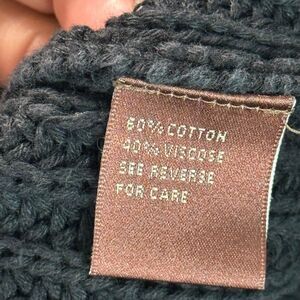 60% COTTON
40% VISCOSE
SEE REVERSE
FOR CARE